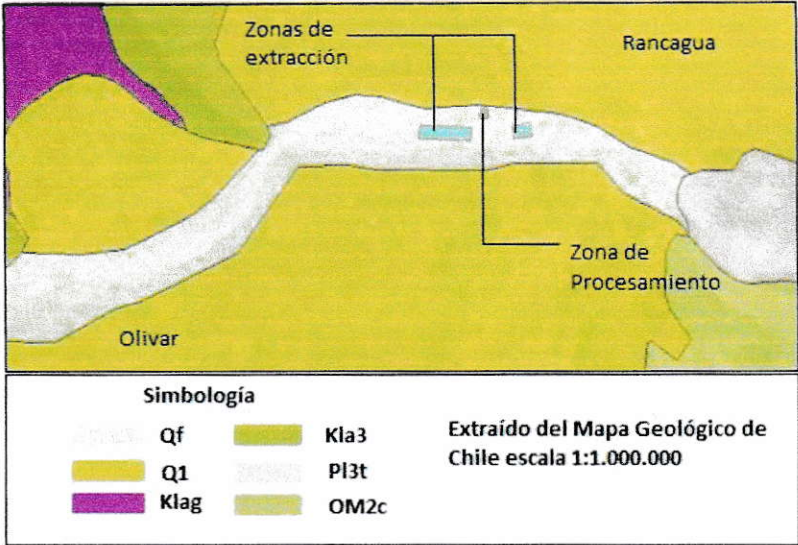 Zonas de
extracción
Rancagua
Zona de
Procesamiento
Olivar
Simbología
Qf
Q1
Klag
Kla3
Pl3t
OM2c
Extraído del Mapa Geológico de
Chile escala 1:1.000.000